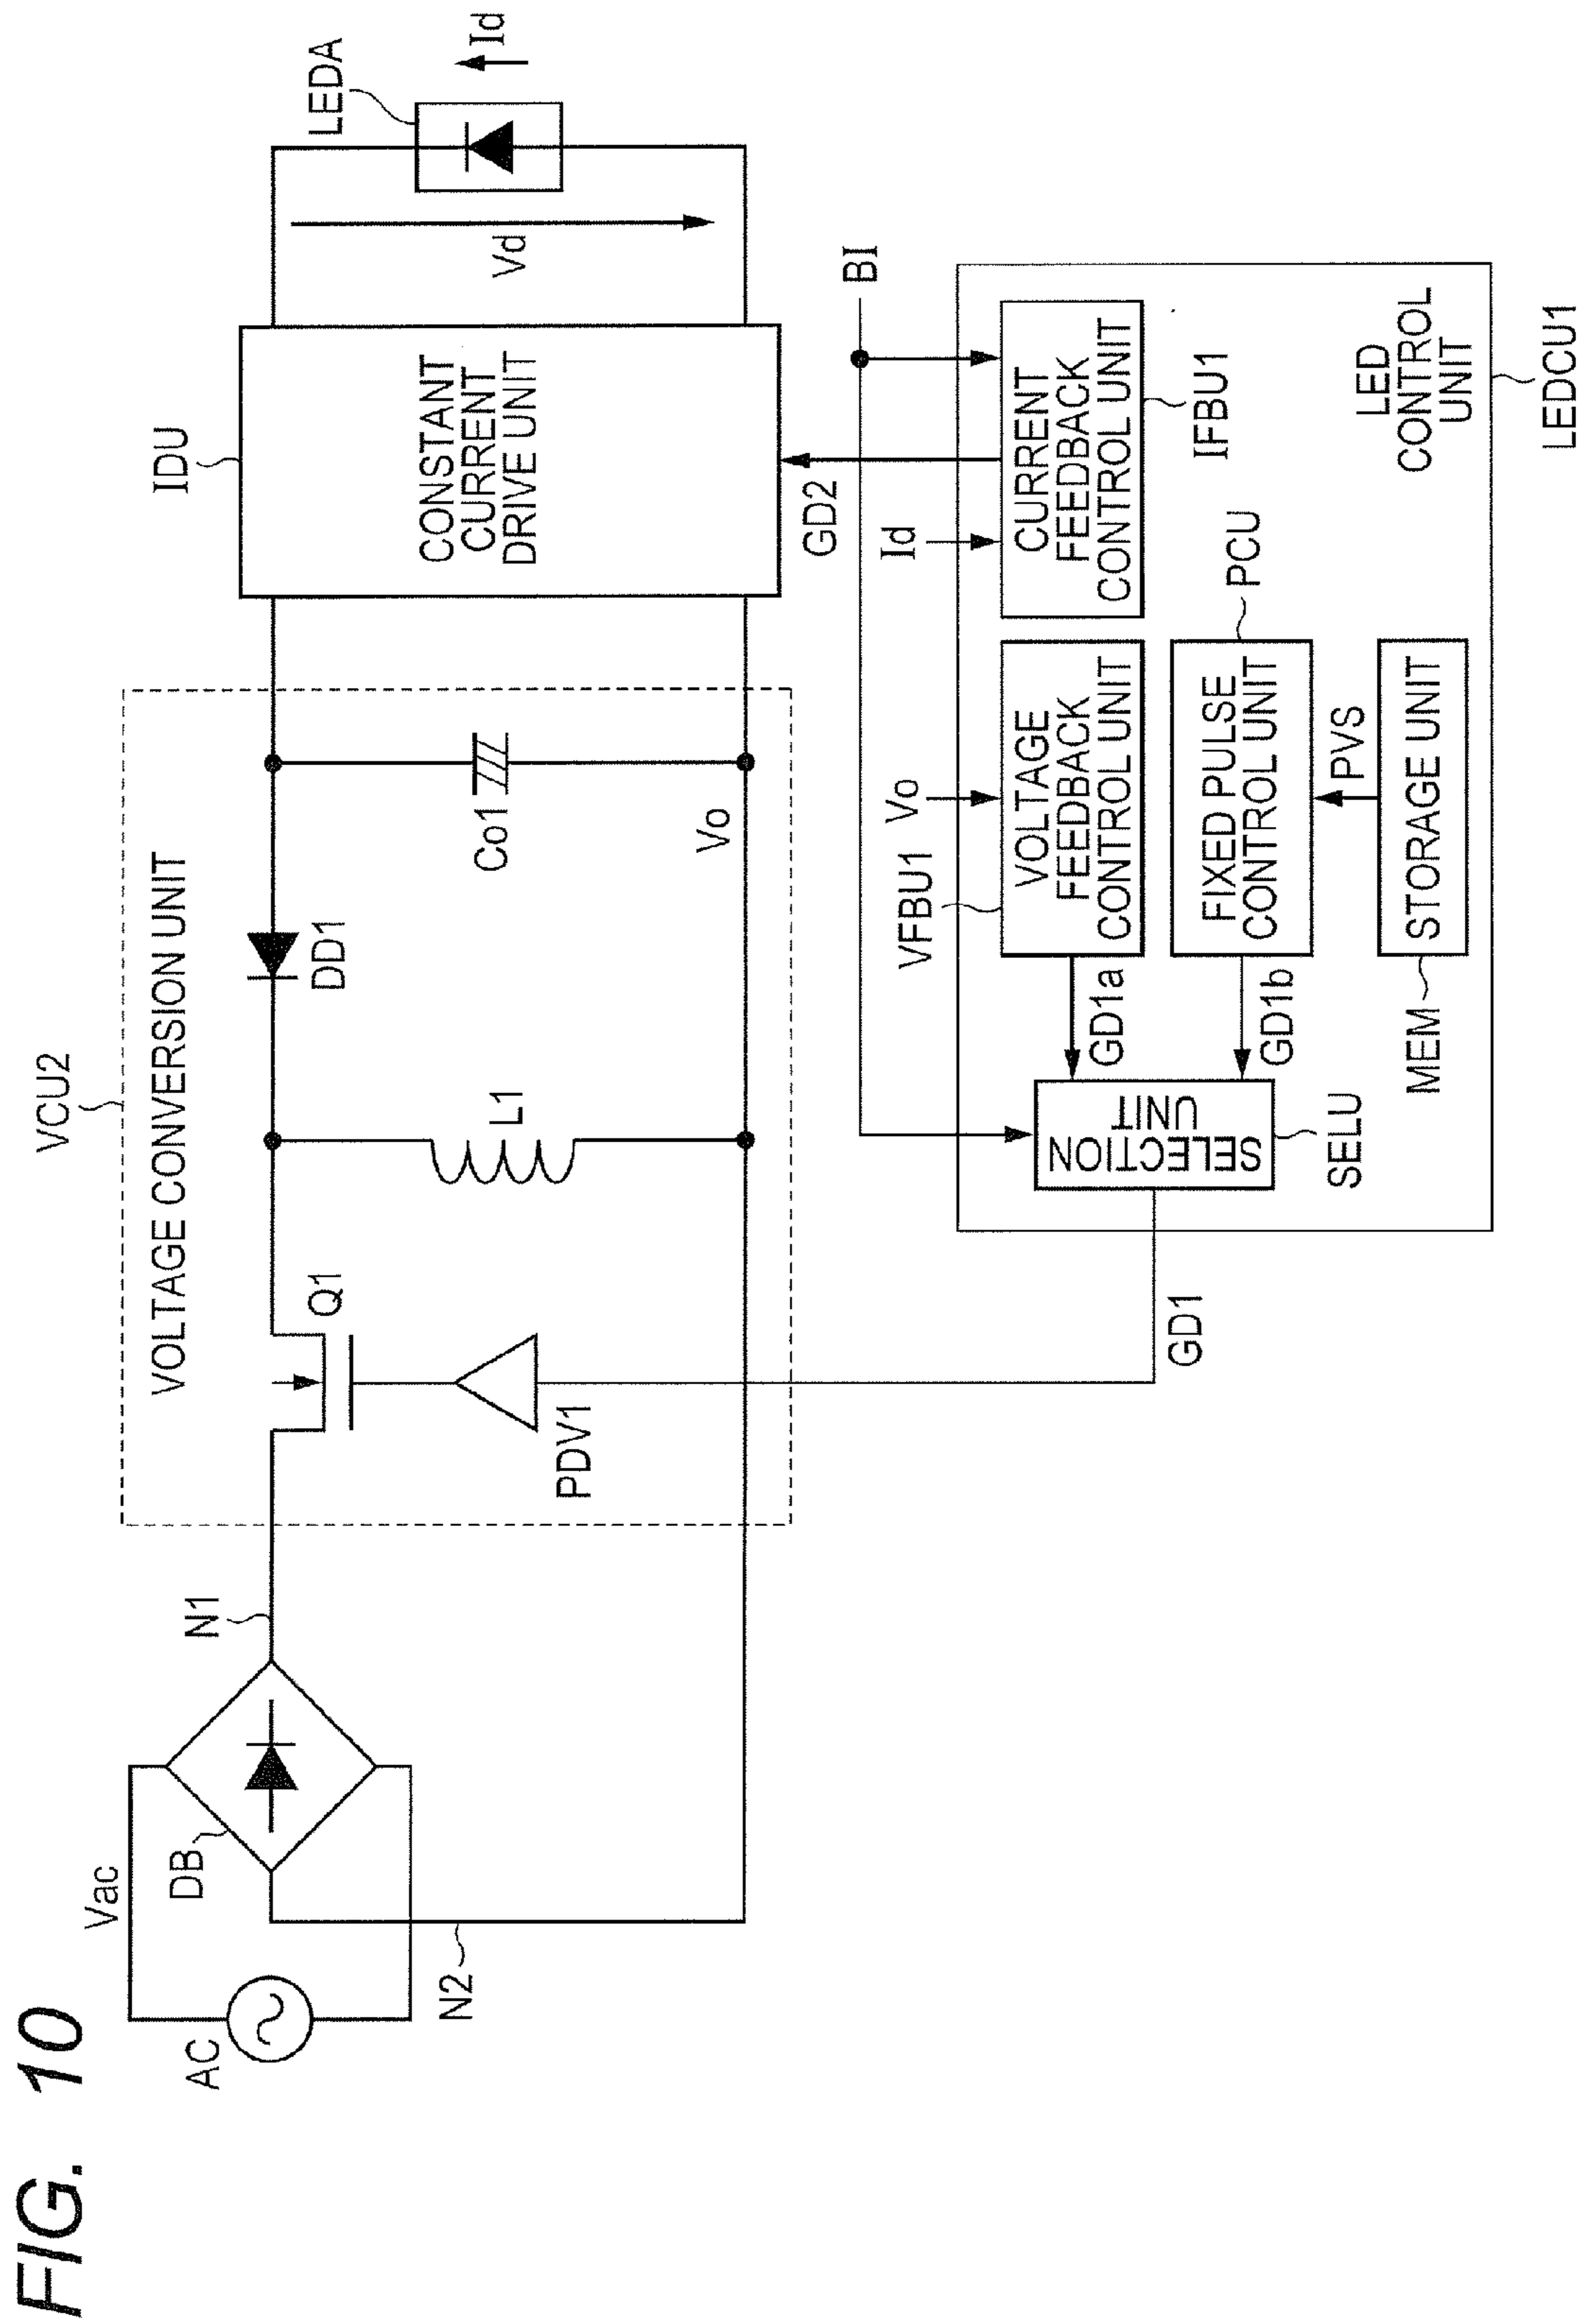 FIG. 10
VCU2
VOLTAGE CONVERSION UNIT
IDU
Vac
N1
DB
AC
Q1
DD1
L1
Co1
CONSTANT
CURRENT
DRIVE UNIT
LEDA
Id
Vd
PDV1
N2
Vo
GD2
BI
Id
Vo
VFBU1
VOLTAGE
FEEDBACK
CONTROL UNIT
CURRENT
FEEDBACK
CONTROL UNIT
IFBU1
GD1a
SELECTION
UNIT
SELU
GD1
GD1b
FIXED PULSE
CONTROL UNIT
PCU
PVS
MEM
STORAGE UNIT
LED
CONTROL
UNIT
LEDCU1